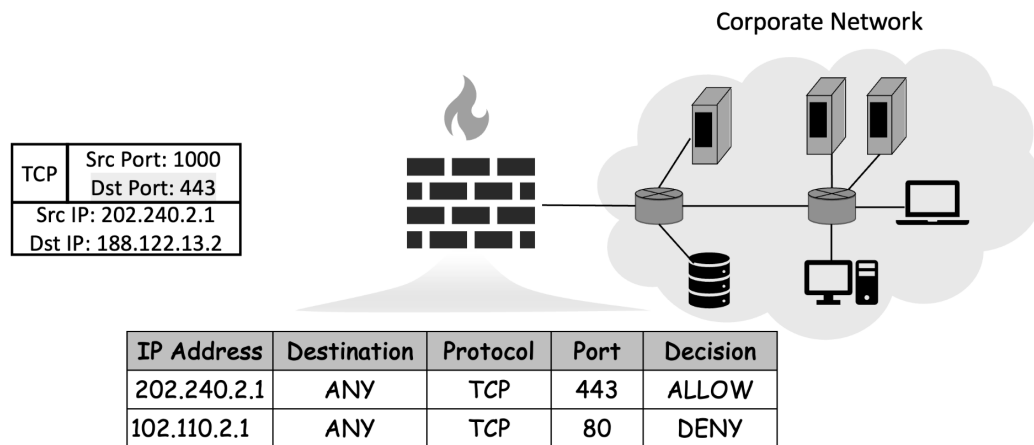 Corporate Network
TCP
Src Port: 1000
Dst Port: 443
Src IP: 202.240.2.1
Dst IP: 188.122.13.2
IP Address Destination Protocol Port Decision
202.240.2.1 ANY TCP 443 ALLOW
102.110.2.1 ANY TCP 80 DENY